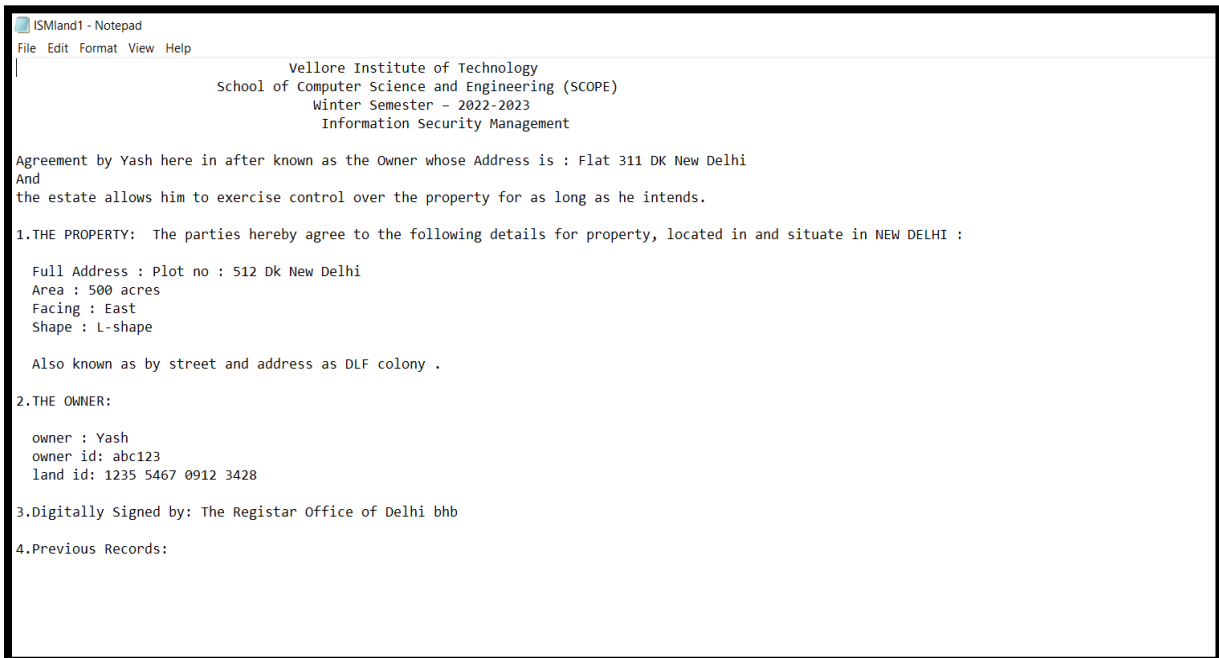 ISMland1 - Notepad
File Edit Format View Help
Vellore Institute of Technology
School of Computer Science and Engineering (SCOPE)
Winter Semester – 2022-2023
Information Security Management
Agreement by Yash here in after known as the Owner whose Address is : Flat 311 DK New Delhi
And
the estate allows him to exercise control over the property for as long as he intends.
1.THE PROPERTY:  The parties hereby agree to the following details for property, located in and situate in NEW DELHI :
Full Address : Plot no : 512 Dk New Delhi
Area : 500 acres
Facing : East
Shape : L-shape
Also known as by street and address as DLF colony .
2.THE OWNER:
owner : Yash
owner id: abc123
land id: 1235 5467 0912 3428
3.Digitally Signed by: The Registar Office of Delhi bhb
4.Previous Records: